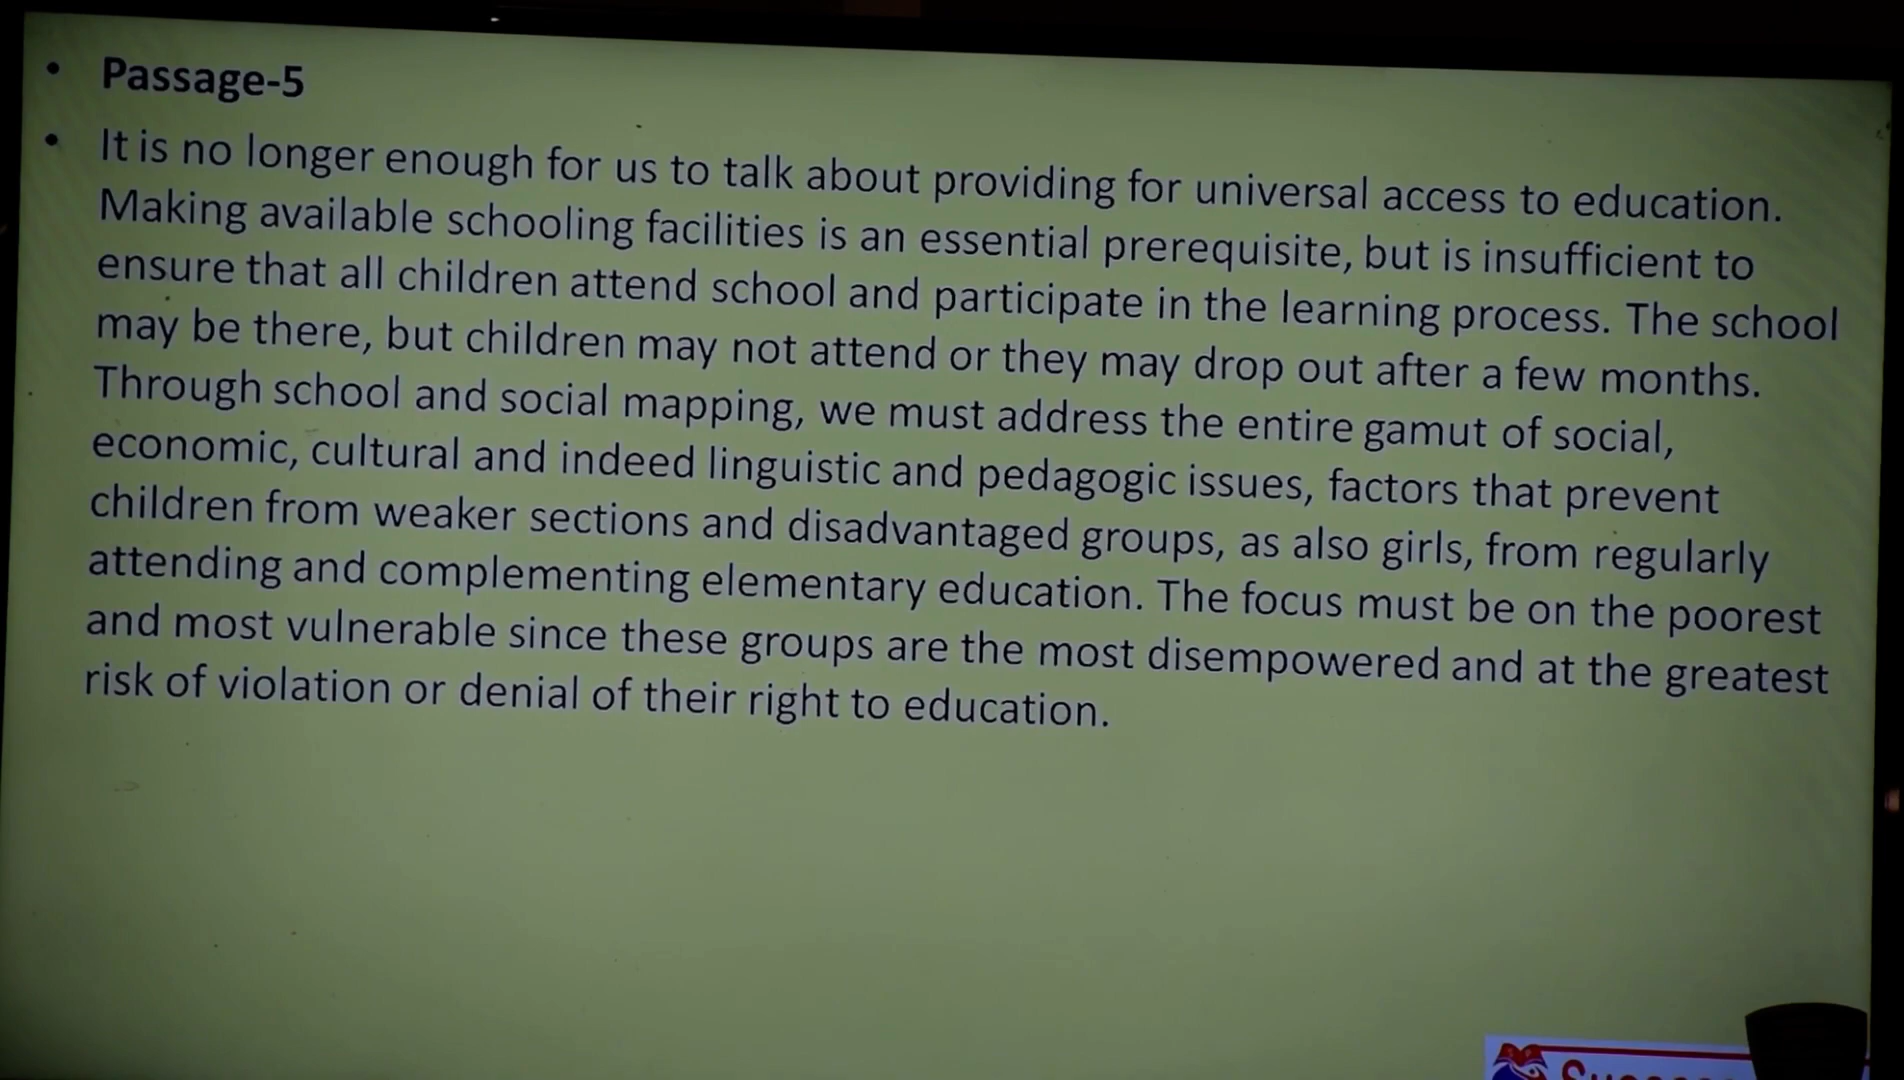 • Passage-5
• It is no longer enough for us to talk about providing for universal access to education.
Making available schooling facilities is an essential prerequisite, but is insufficient to
ensure that all children attend school and participate in the learning process. The school
may be there, but children may not attend or they may drop out after a few months.
Through school and social mapping, we must address the entire gamut of social,
economic, cultural and indeed linguistic and pedagogic issues, factors that prevent
children from weaker sections and disadvantaged groups, as also girls, from regularly
attending and complementing elementary education. The focus must be on the poorest
and most vulnerable since these groups are the most disempowered and at the greatest
risk of violation or denial of their right to education.